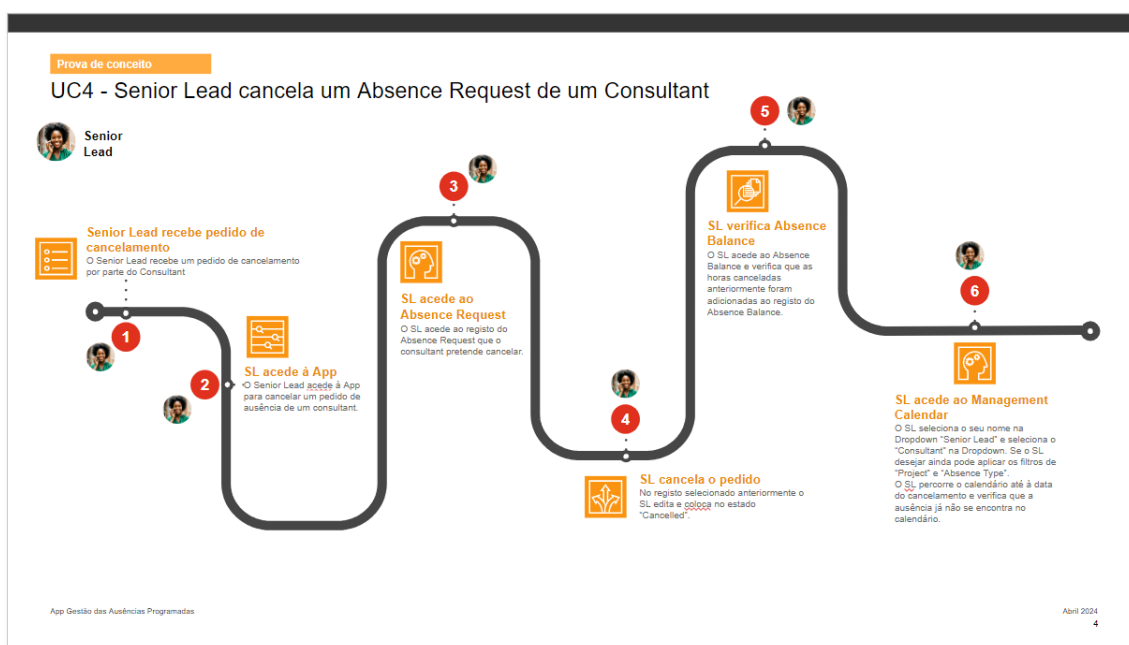 Prova de conceito
UC4 - Senior Lead cancela um Absence Request de um Consultant
Senior
Lead
Senior Lead recebe pedido de
cancelamento
O Senior Lead recebe um pedido de cancelamento
por parte do Consultant
1
2
SL acede à App
O Senior Lead acede à App
para cancelar um pedido de
ausência de um consultant.
3
SL acede ao
Absence Request
O SL acede ao registo do
Absence Request que o
consultant pretende cancelar.
4
SL cancela o pedido
No registo selecionado anteriormente o
SL edita e coloca no estado
“Cancelled”.
5
SL verifica Absence
Balance
O SL acede ao Absence
Balance e verifica que as
horas canceladas
anteriormente foram
adicionadas ao registo do
Absence Balance.
6
SL acede ao Management
Calendar
O SL seleciona o seu nome na
Dropdown “Senior Lead” e seleciona o
“Consultant” na Dropdown. Se o SL
desejar ainda pode aplicar os filtros de
“Project” e “Absence Type”.
O SL percorre o calendário até à data
do cancelamento e verifica que a
ausência já não se encontra no
calendário.
App Gestão das Ausências Programadas
Abril 2024
4